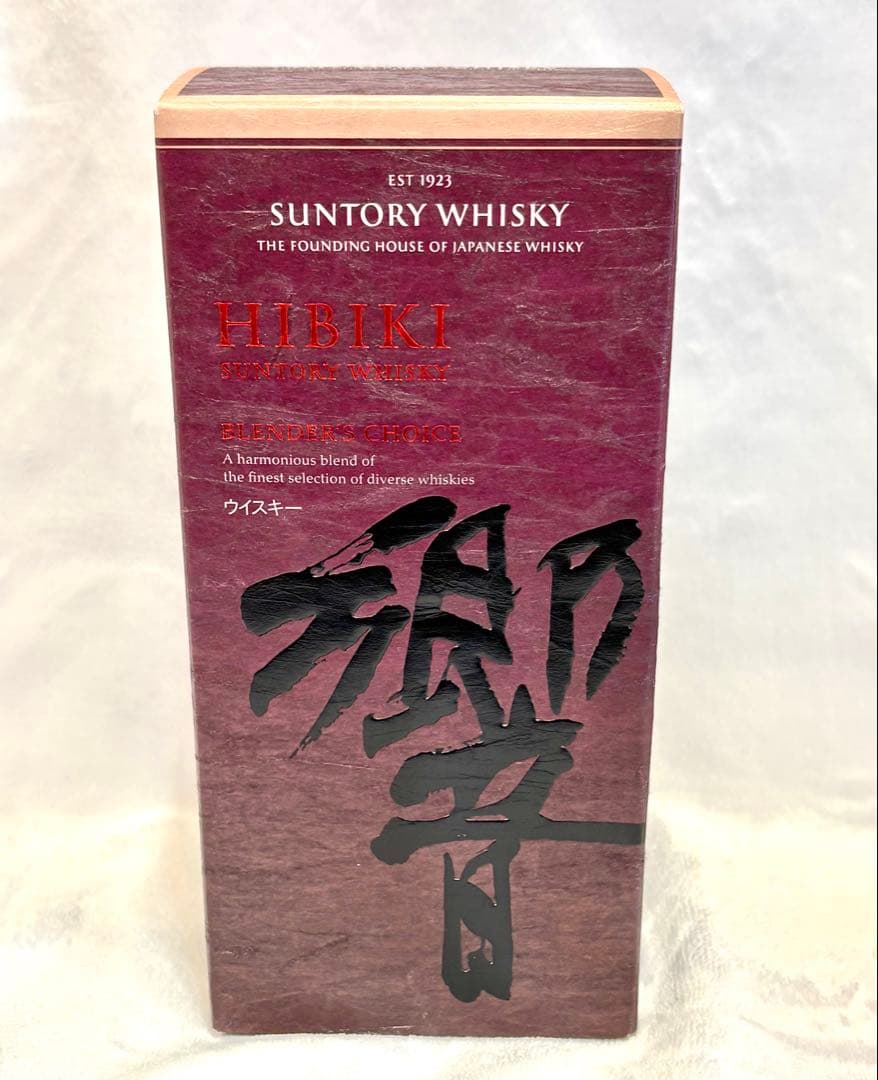 EST 1923
SUNTORY WHISKY
THE FOUNDING HOUSE OF JAPANESE WHISKY
HIBIKI
SUNTORY WHISKY
BLENDER'S CHOICE
A harmonious blend of
the finest selection of diverse whiskies
ウイスキー
響